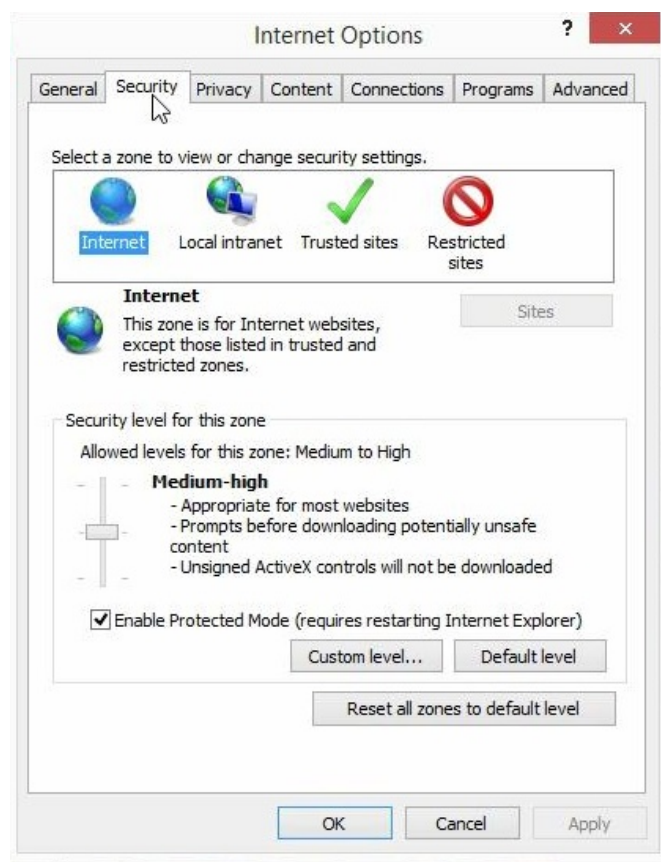 Internet Options
?
×
General Security Privacy Content Connections Programs Advanced
Select a zone to view or change security settings.
Internet Local intranet Trusted sites Restricted
sites
Internet
Sites
This zone is for Internet websites,
except those listed in trusted and
restricted zones.
Security level for this zone
Allowed levels for this zone: Medium to High
Medium-high
- Appropriate for most websites
- Prompts before downloading potentially unsafe
content
- Unsigned ActiveX controls will not be downloaded
Enable Protected Mode (requires restarting Internet Explorer)
Custom level... Default level
Reset all zones to default level
OK Cancel Apply